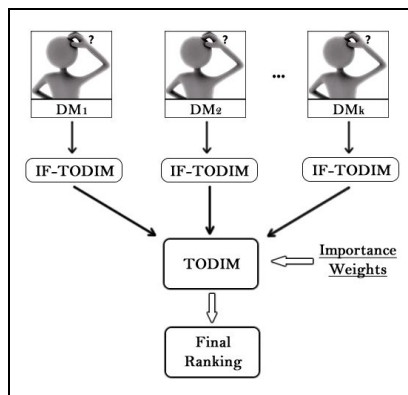 ?
?
...
?
DM1
DM2
DMk
IF-TODIM
IF-TODIM
IF-TODIM
TODIM
Importance
Weights
Final
Ranking